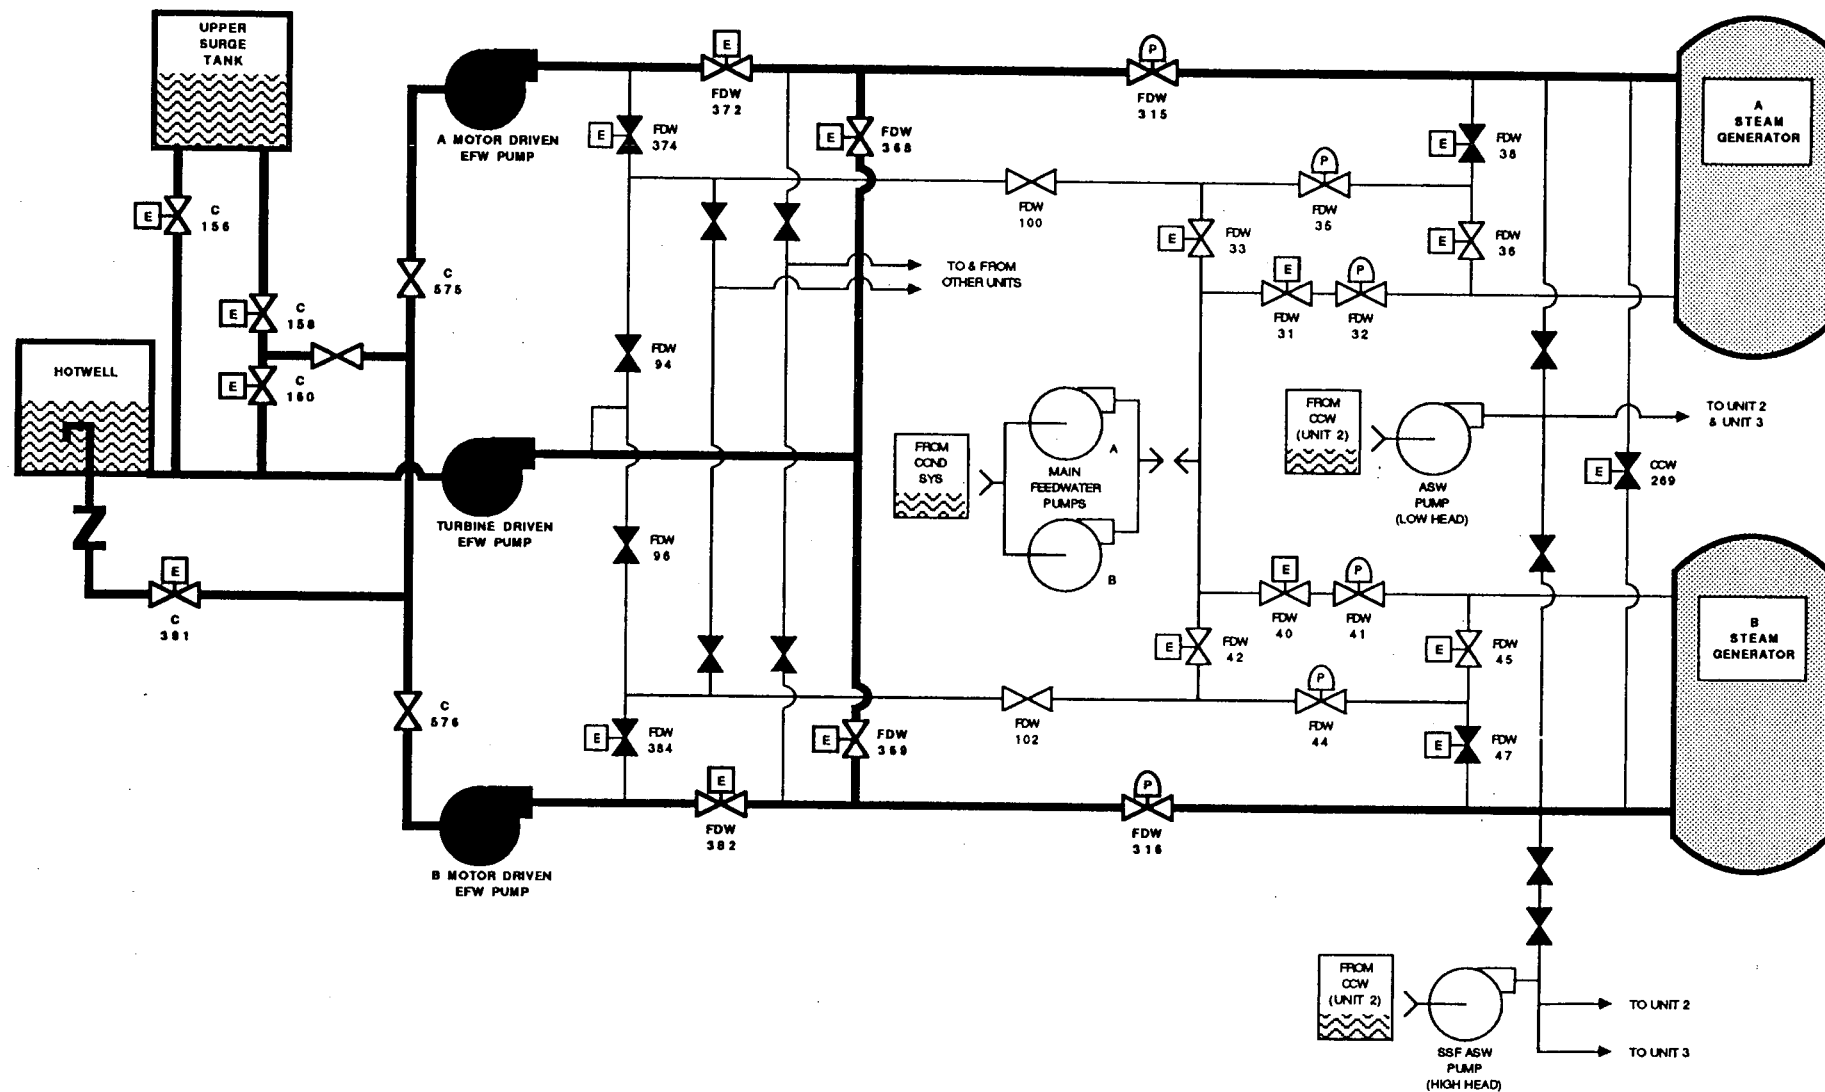 UPPER
SURGE
TANK
E
C
156
E
C
158
E
C
160
HOTWELL
E
C
381
C
575
C
576
A MOTOR DRIVEN
EFW PUMP
TURBINE DRIVEN
EFW PUMP
B MOTOR DRIVEN
EFW PUMP
E
FDW
372
E
FDW
374
E
FDW
368
FDW
94
FDW
96
E
FDW
384
E
FDW
382
E
FDW
369
TO & FROM
OTHER UNITS
FDW
100
FDW
102
P
FDW
315
P
FDW
316
E
FDW
33
P
FDW
35
E
FDW
38
E
FDW
36
E
FDW
31
P
FDW
32
FROM
COND
SYS
A
MAIN
FEEDWATER
PUMPS
B
FROM
CCW
(UNIT 2)
ASW
PUMP
(LOW HEAD)
TO UNIT 2
& UNIT 3
E
CCW
269
E
FDW
40
P
FDW
41
E
FDW
42
P
FDW
44
E
FDW
45
E
FDW
47
A
STEAM
GENERATOR
B
STEAM
GENERATOR
FROM
CCW
(UNIT 2)
SSF ASW
PUMP
(HIGH HEAD)
TO UNIT 2
TO UNIT 3